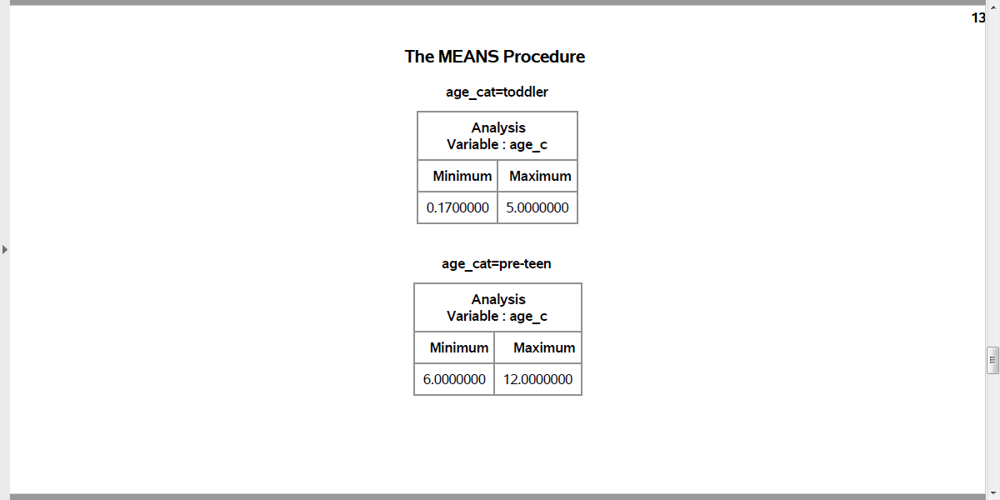 13
The MEANS Procedure
age_cat=toddler
Analysis
Variable : age_c
Minimum Maximum
0.1700000 5.0000000
age_cat=pre-teen
Analysis
Variable : age_c
Minimum Maximum
6.0000000 12.0000000